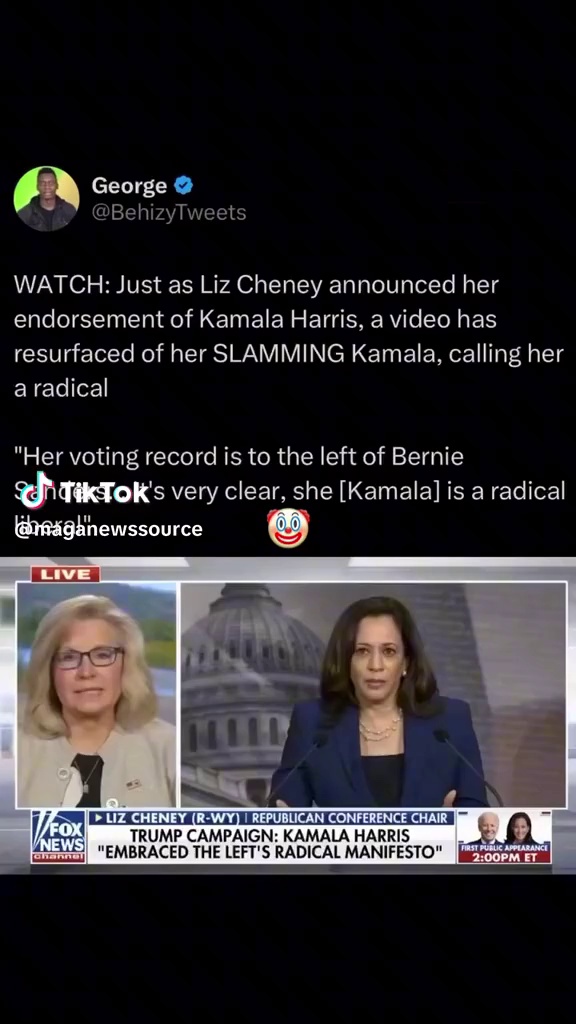 George
@BehizyTweets
WATCH: Just as Liz Cheney announced her
endorsement of Kamala Harris, a video has
resurfaced of her SLAMMING Kamala, calling her
a radical
"Her voting record is to the left of Bernie
Sanders. It's very clear, she [Kamala] is a radical
liberal"
TikTok
@maganewssource
LIVE
LIZ CHENEY (R-WY) | REPUBLICAN CONFERENCE CHAIR
TRUMP CAMPAIGN: KAMALA HARRIS
"EMBRACED THE LEFT'S RADICAL MANIFESTO"
FOX
NEWS
channel
FIRST PUBLIC APPEARANCE
2:00PM ET